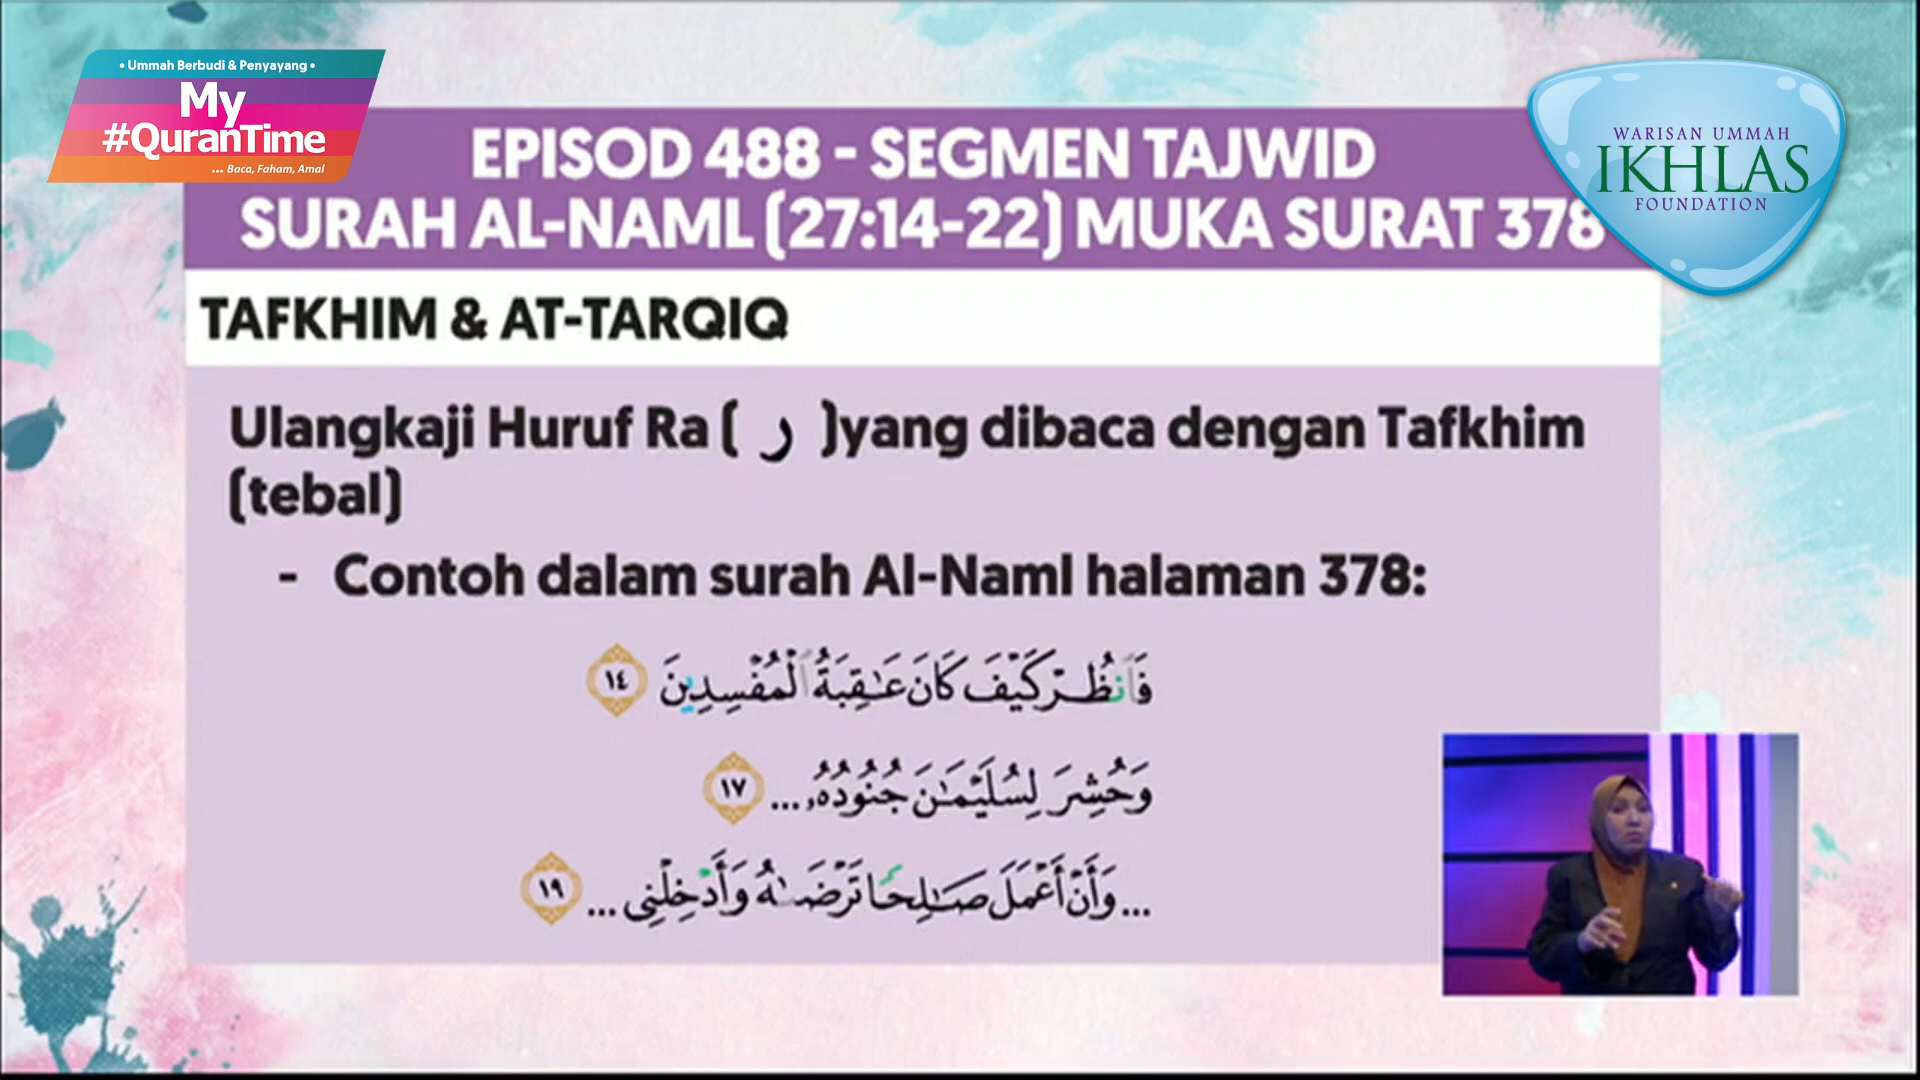 • Ummah Berbudi & Penyayang •
My
#QuranTime
... Baca, Faham, Amal
WARISAN UMMAH
IKHLAS
FOUNDATION
EPISOD 488 - SEGMEN TAJWID
SURAH AL-NAML (27:14-22) MUKA SURAT 378
TAFKHIM & AT-TARQIQ
Ulangkaji Huruf Ra ( ر )yang dibaca dengan Tafkhim
(tebal)
- Contoh dalam surah Al-Naml halaman 378:
فَٱنظُرْ كَيْفَ كَانَ عَـٰقِبَةُ ٱلْمُفْسِدِينَ ١٤
وَحُشِرَ لِسُلَيْمَـٰنَ جُنُودُهُۥ ... ١٧
... وَأَنْ أَعْمَلَ صَـٰلِحًا تَرْضَىٰهُ وَأَدْخِلْنِى ... ١٩